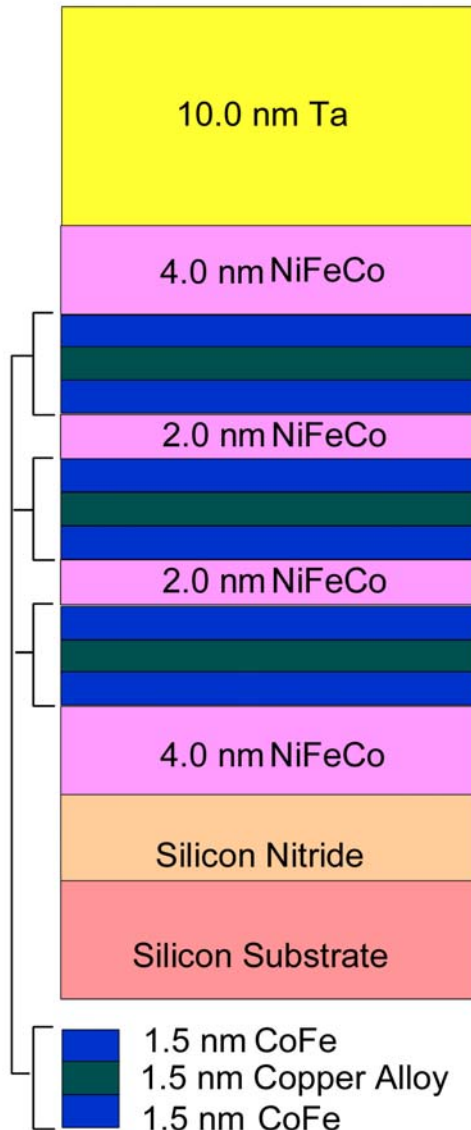 10.0 nm Ta
4.0 nm NiFeCo
2.0 nm NiFeCo
2.0 nm NiFeCo
4.0 nm NiFeCo
Silicon Nitride
Silicon Substrate
1.5 nm CoFe
1.5 nm Copper Alloy
1.5 nm CoFe